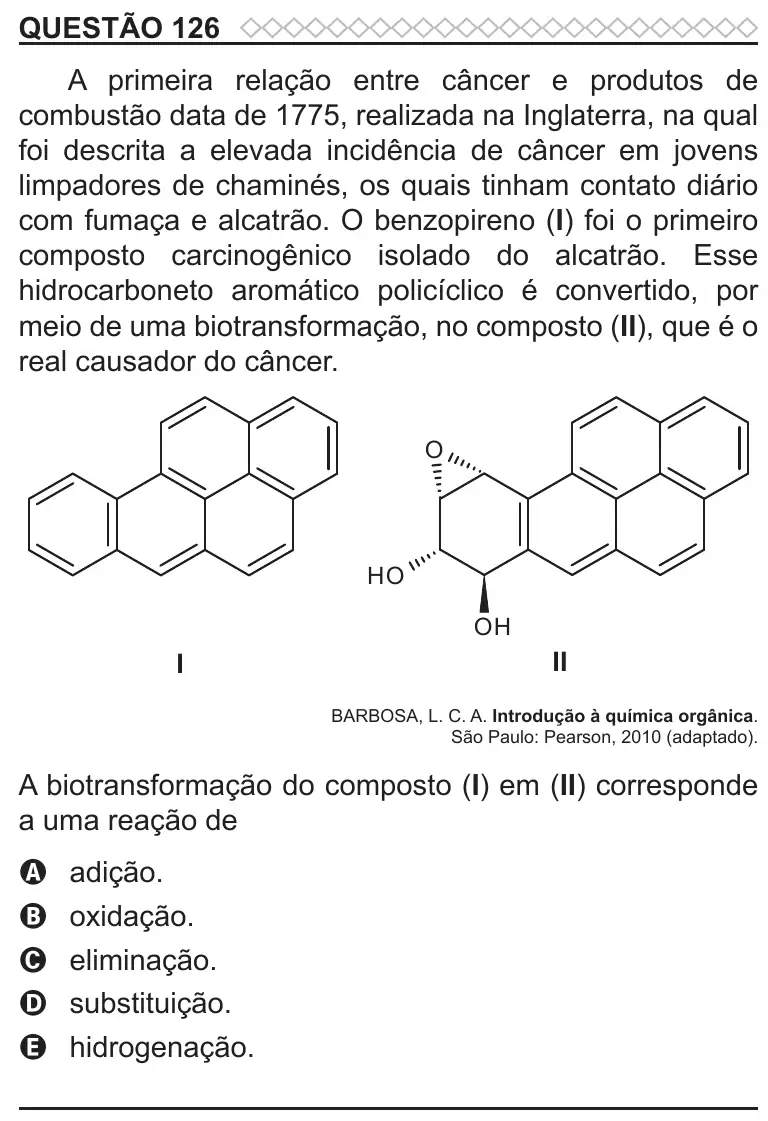 QUESTÃO 126
A primeira relação entre câncer e produtos de
combustão data de 1775, realizada na Inglaterra, na qual
foi descrita a elevada incidência de câncer em jovens
limpadores de chaminés, os quais tinham contato diário
com fumaça e alcatrão. O benzopireno (I) foi o primeiro
composto carcinogênico isolado do alcatrão. Esse
hidrocarboneto aromático policíclico é convertido, por
meio de uma biotransformação, no composto (II), que é o
real causador do câncer.
O
HO
OH
I
II
BARBOSA, L. C. A. Introdução à química orgânica.
São Paulo: Pearson, 2010 (adaptado).
A biotransformação do composto (I) em (II) corresponde
a uma reação de
A adição.
B oxidação.
C eliminação.
D substituição.
E hidrogenação.